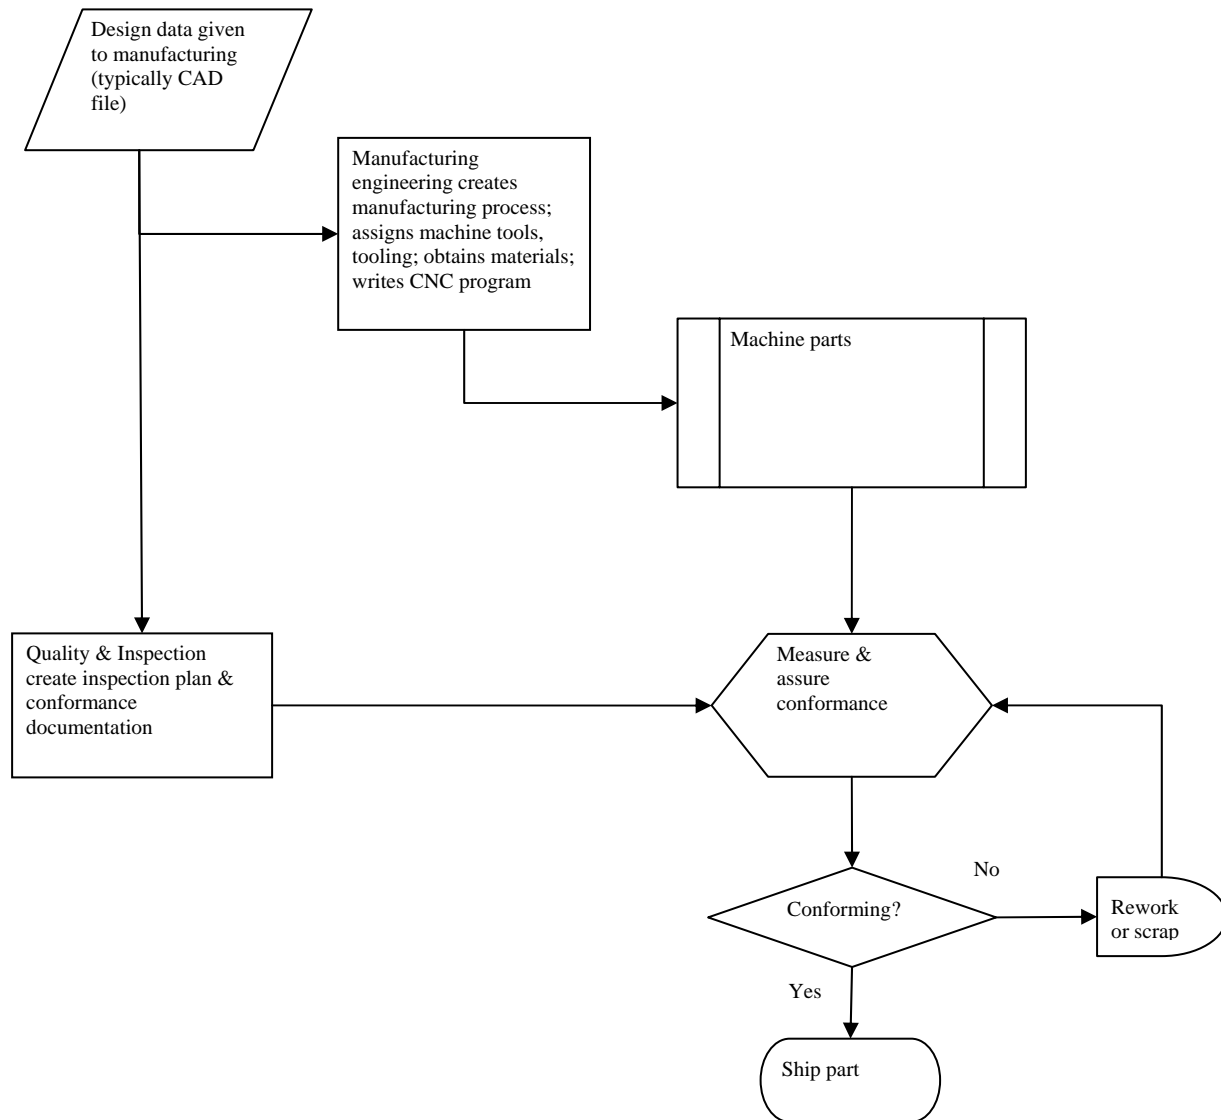 Design data given
to manufacturing
(typically CAD
file)
Manufacturing
engineering creates
manufacturing process;
assigns machine tools,
tooling; obtains materials;
writes CNC program
Machine parts
Quality & Inspection
create inspection plan &
conformance
documentation
Measure &
assure
conformance
No
Conforming?
Rework
or scrap
Yes
Ship part